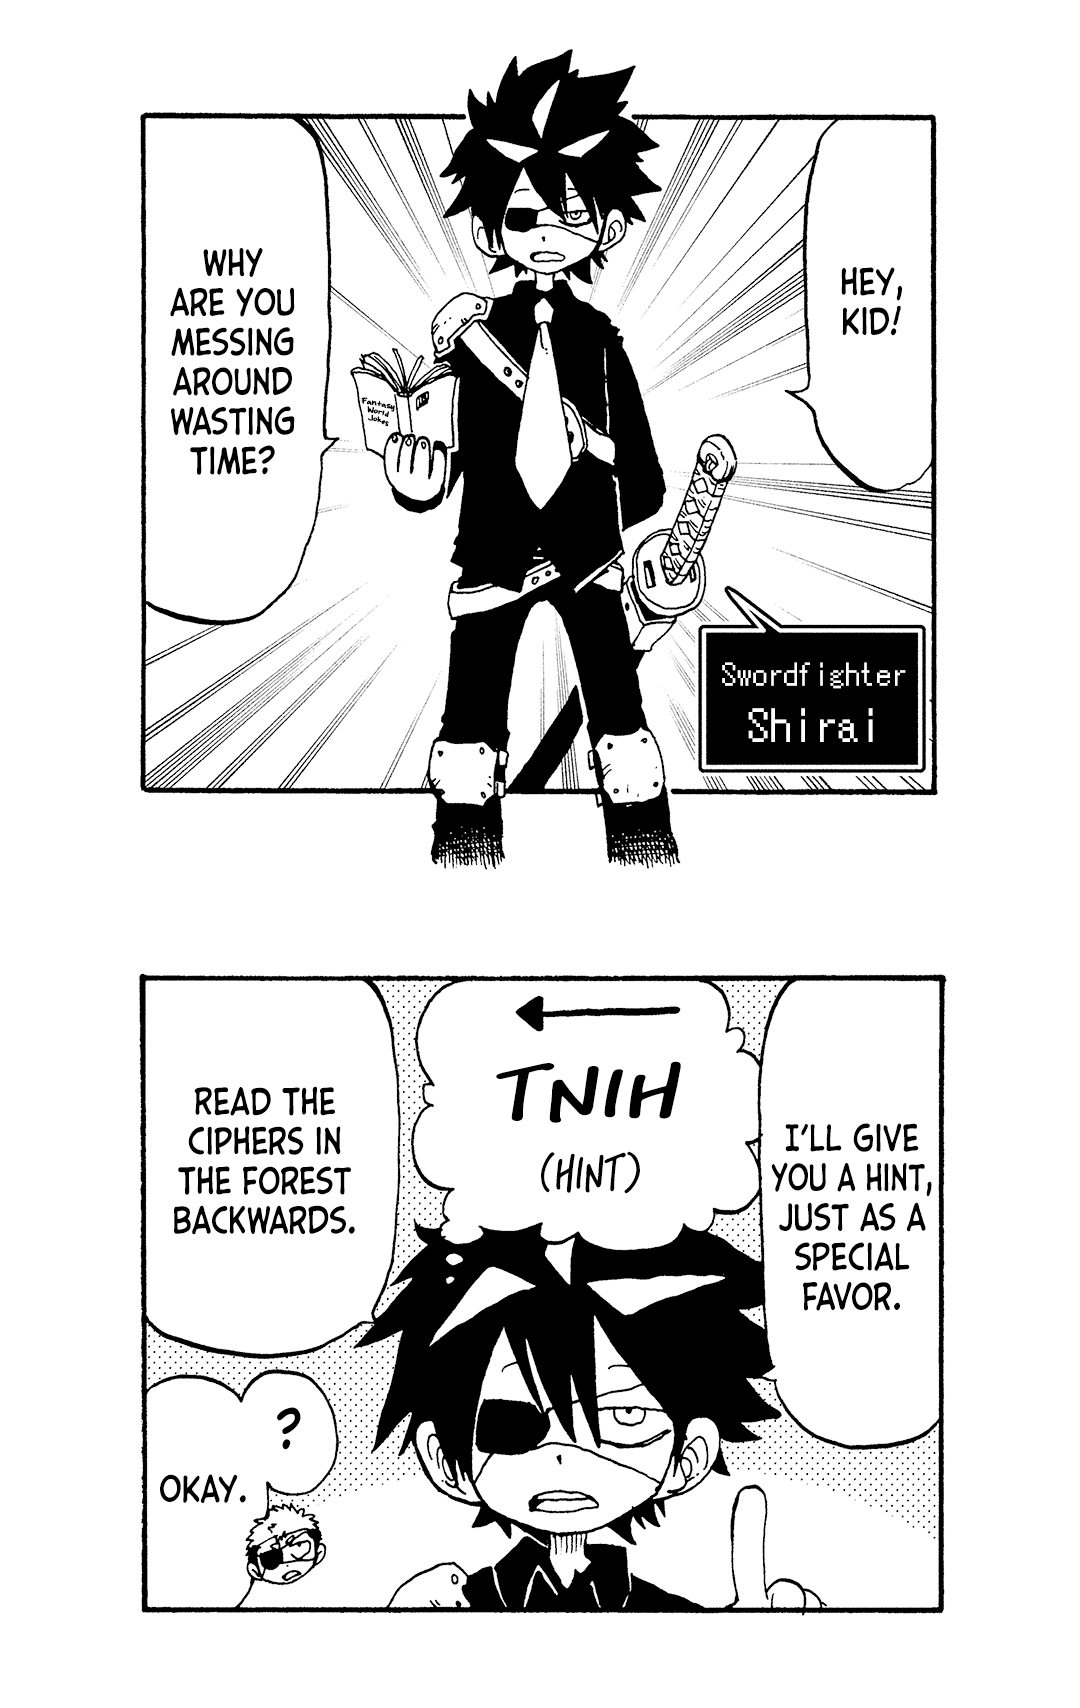 HEY,
KID!
WHY
ARE YOU
MESSING
AROUND
WASTING
TIME?
Fantasy
World
Jokes
Swordfighter
Shirai
I'LL GIVE
YOU A HINT,
JUST AS A
SPECIAL
FAVOR.
TNIH
(HINT)
READ THE
CIPHERS IN
THE FOREST
BACKWARDS.
?
OKAY.